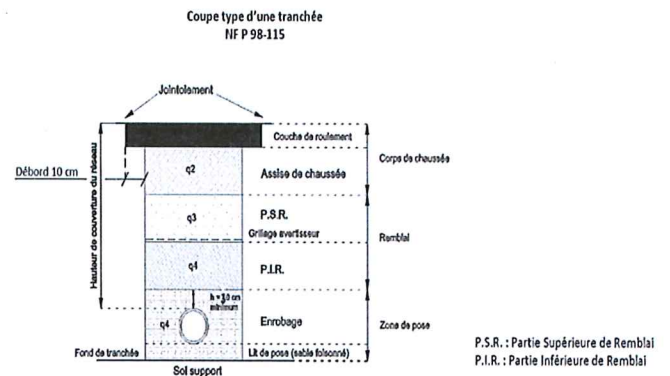 Coupe type d'une tranchée
NF P 98-115
Jointoiement
Couche de roulement
Corps de chaussée
Débord 10 cm
Hauteur de couverture du réseau
q2
Assise de chaussée
q3
P.S.R.
Grillage avertisseur
Remblai
q4
P.I.R.
h = 10 cm
minimum
q4
Enrobage
Zone de pose
Fond de tranchée
Lit de pose (sable foisonné)
Sol support
P.S.R. : Partie Supérieure de Remblai
P.I.R. : Partie Inférieure de Remblai